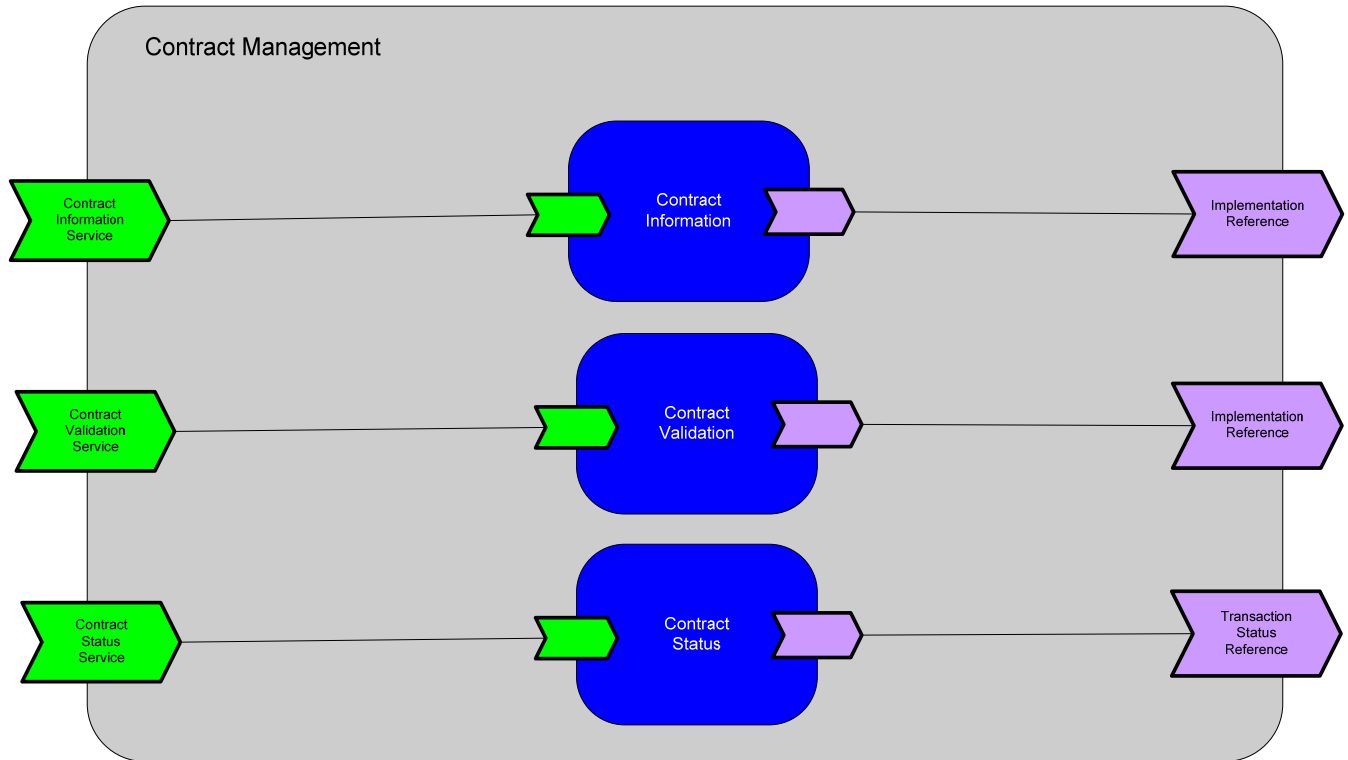 Contract Management
Contract
Information
Service
Contract
Information
Implementation
Reference
Contract
Validation
Service
Contract
Validation
Implementation
Reference
Contract
Status
Service
Contract
Status
Transaction
Status
Reference